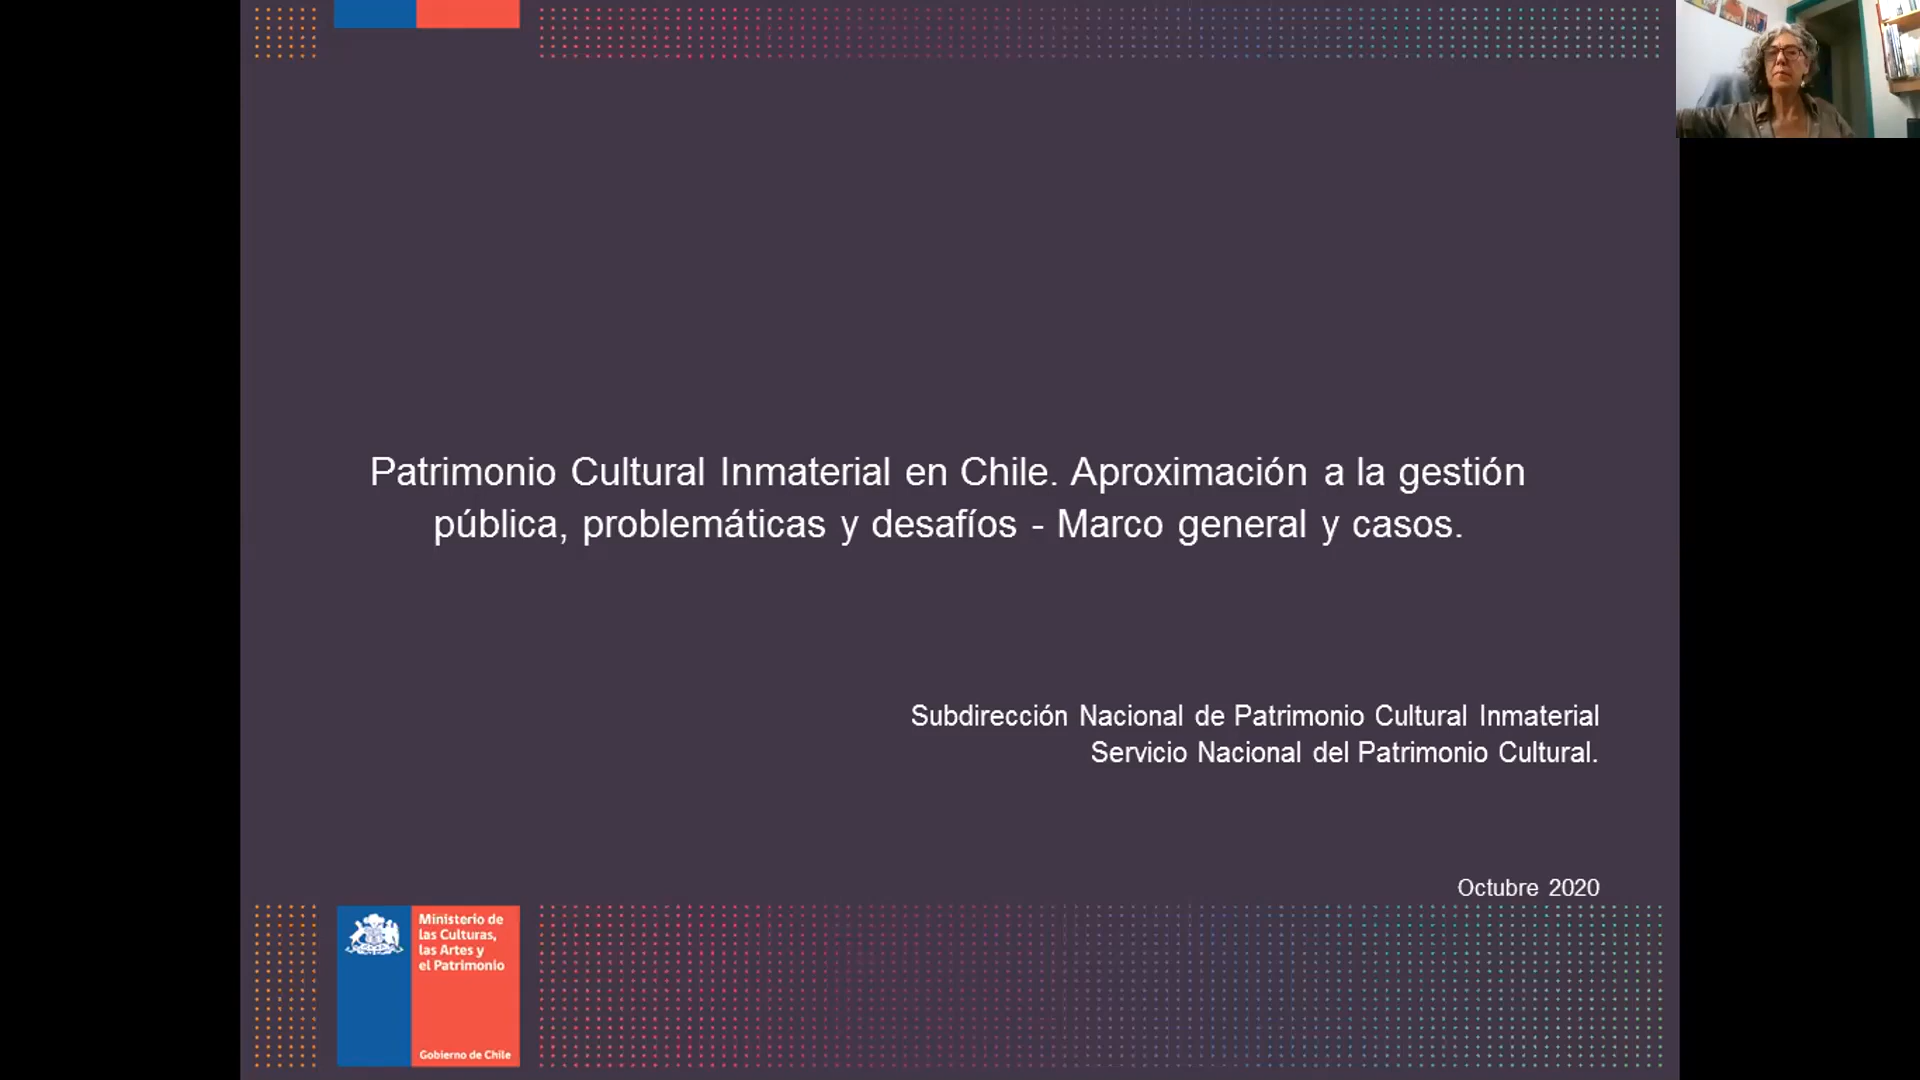 Patrimonio Cultural Inmaterial en Chile. Aproximación a la gestión
pública, problemáticas y desafíos - Marco general y casos.
Subdirección Nacional de Patrimonio Cultural Inmaterial
Servicio Nacional del Patrimonio Cultural.
Octubre 2020
Ministerio de
las Culturas,
las Artes y
el Patrimonio
Gobierno de Chile